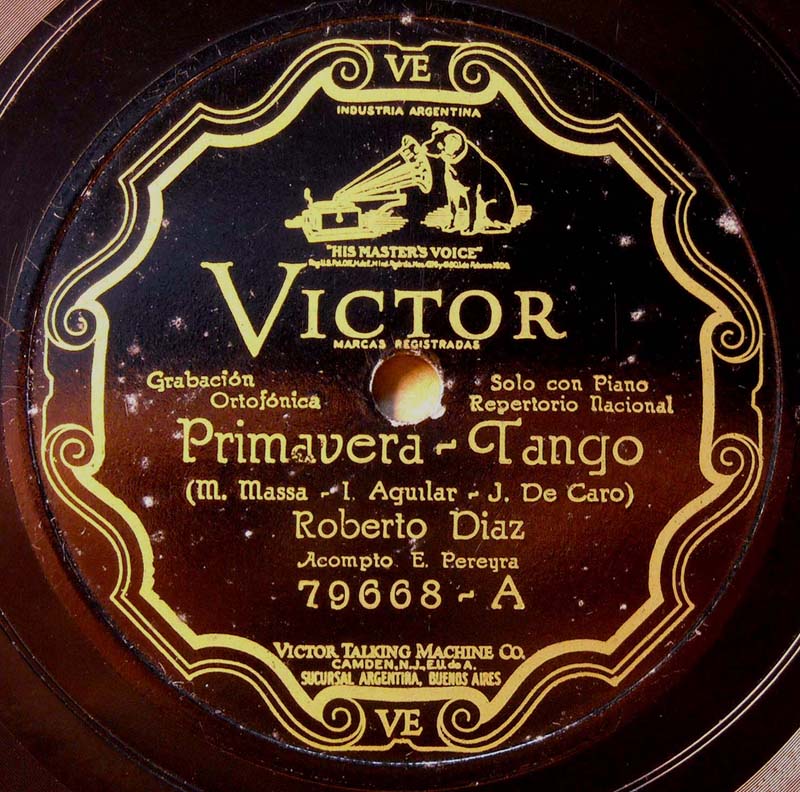 VE
INDUSTRIA ARGENTINA
"HIS MASTER'S VOICE"
VICTOR
MARCAS REGISTRADAS
Grabación Ortofónica
Solo con Piano
Repertorio Nacional
Primavera - Tango
(M. Massa - I. Aguilar - J. De Caro)
Roberto Diaz
Acompto E. Pereyra
79668 - A
VICTOR TALKING MACHINE CO.
CAMDEN, N.J., E.U. de A.
SUCURSAL ARGENTINA, BUENOS AIRES
VE